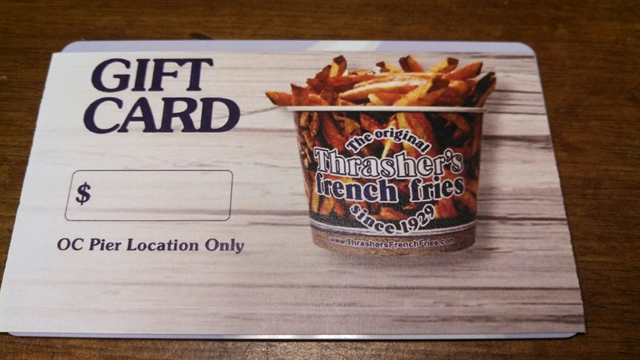 GIFT
CARD
$
OC Pier Location Only
The original
Thrasher's
french fries
since 1929
www.ThrashersFrenchFries.com